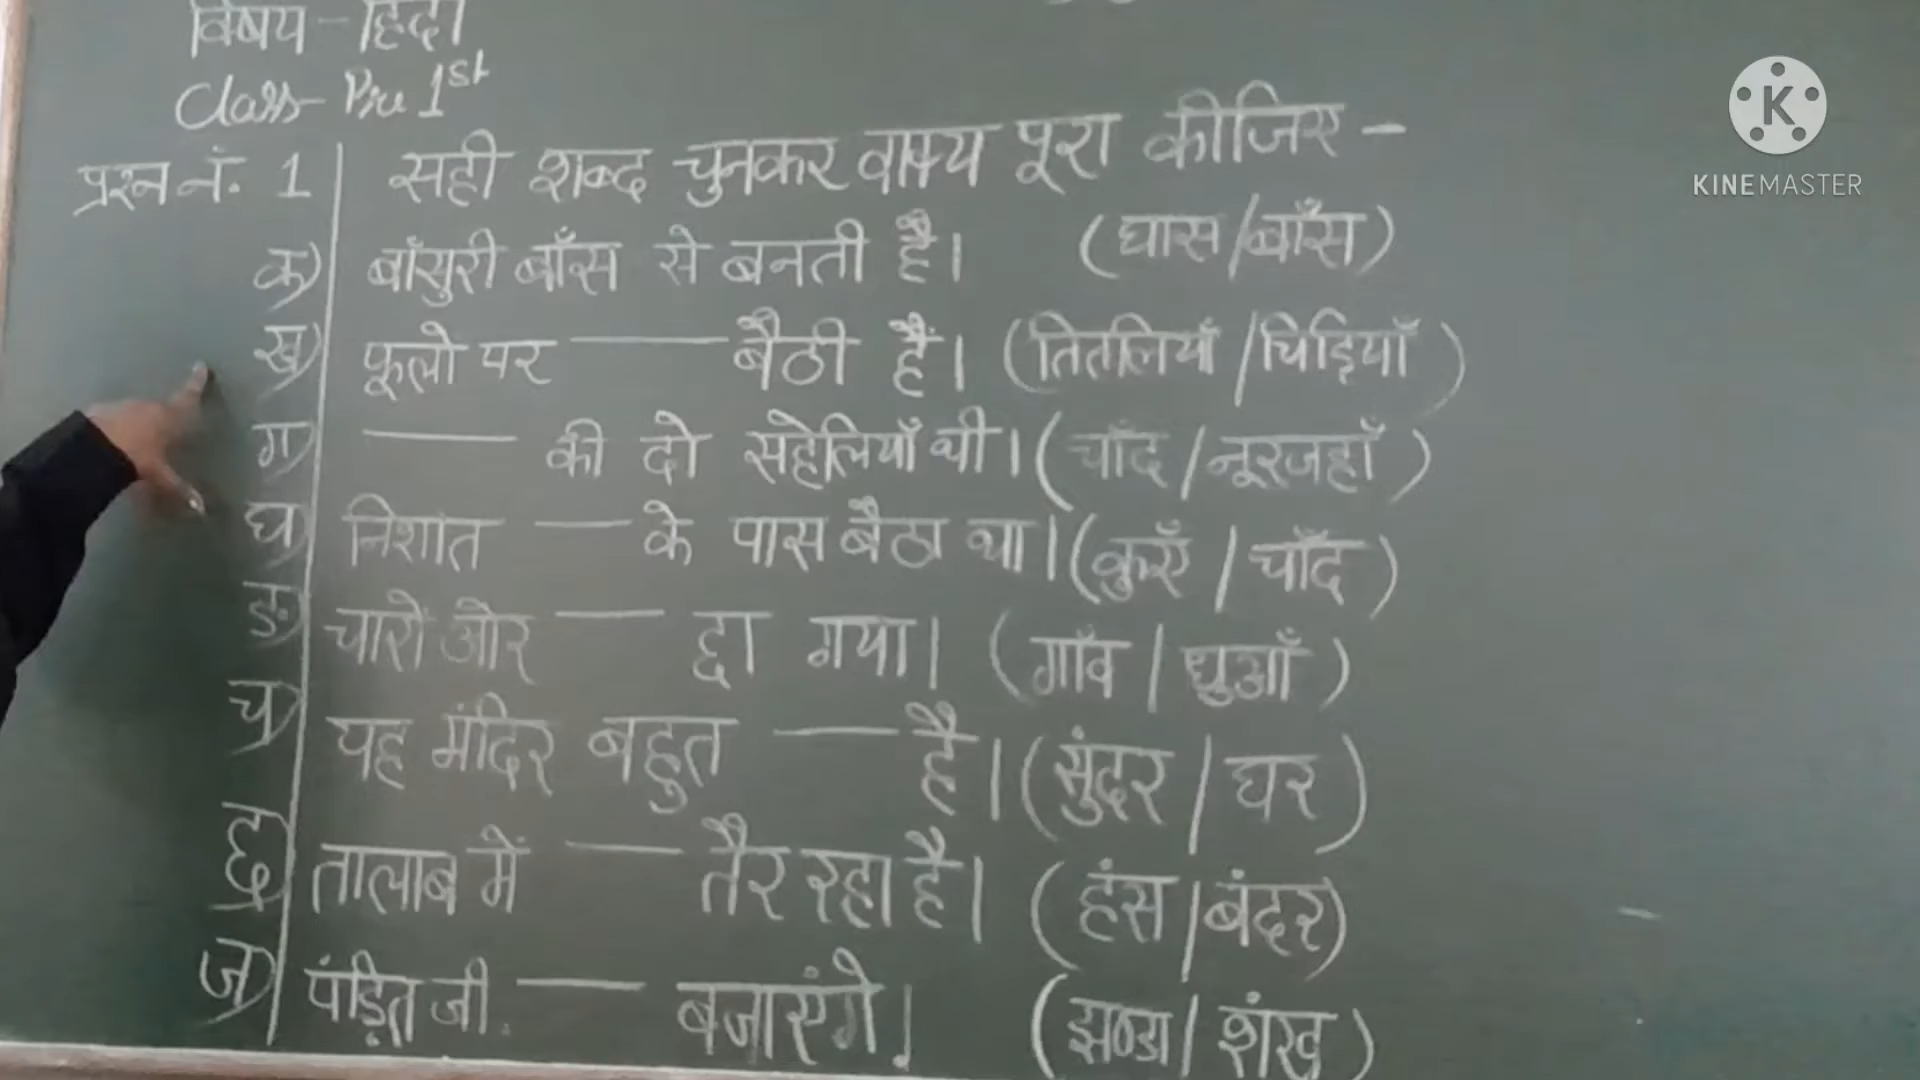 विषय - हिंदी
Class- Pre 1st
प्रश्न नं. 1 सही शब्द चुनकर वाक्य पूरा कीजिए -
क) बाँसुरी बाँस से बनती है। (घास/बाँस)
ख) फूलो पर ——— बैठी हैं। (तितलियाँ/चिड़ियाँ)
ग) ——— की दो सहेलियाँ थी। (चाँद/नूरजहाँ)
घ) निशांत —— के पास बैठा था। (कुएँ/चाँद)
ङ) चारों ओर —— छा गया। (गाँव/धुआँ)
च) यह मंदिर बहुत —— है। (सुंदर/घर)
छ) तालाब में —— तैर रहा है। (हंस/बंदर)
ज) पंड़ित जी —— बजाएंगे। (झण्डा/शंख)
K
KINEMASTER